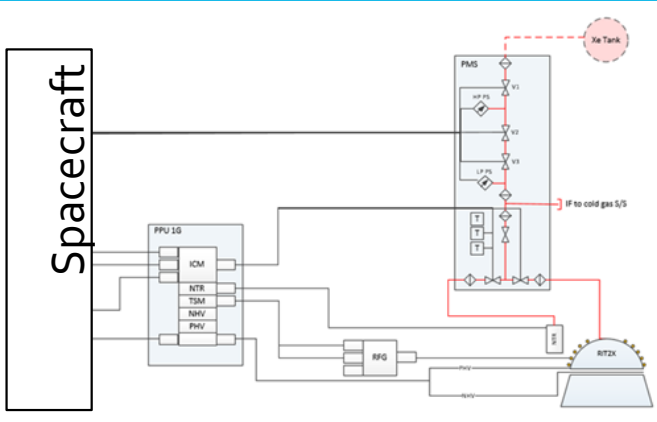 Spacecraft
Xe Tank
PMS
V1
HP PS
V2
V3
LP PS
IF to cold gas S/S
T
T
T
PPU 1G
ICM
NTR
TSM
NHV
PHV
RFG
NTR
RIT2X
PHV
NHV